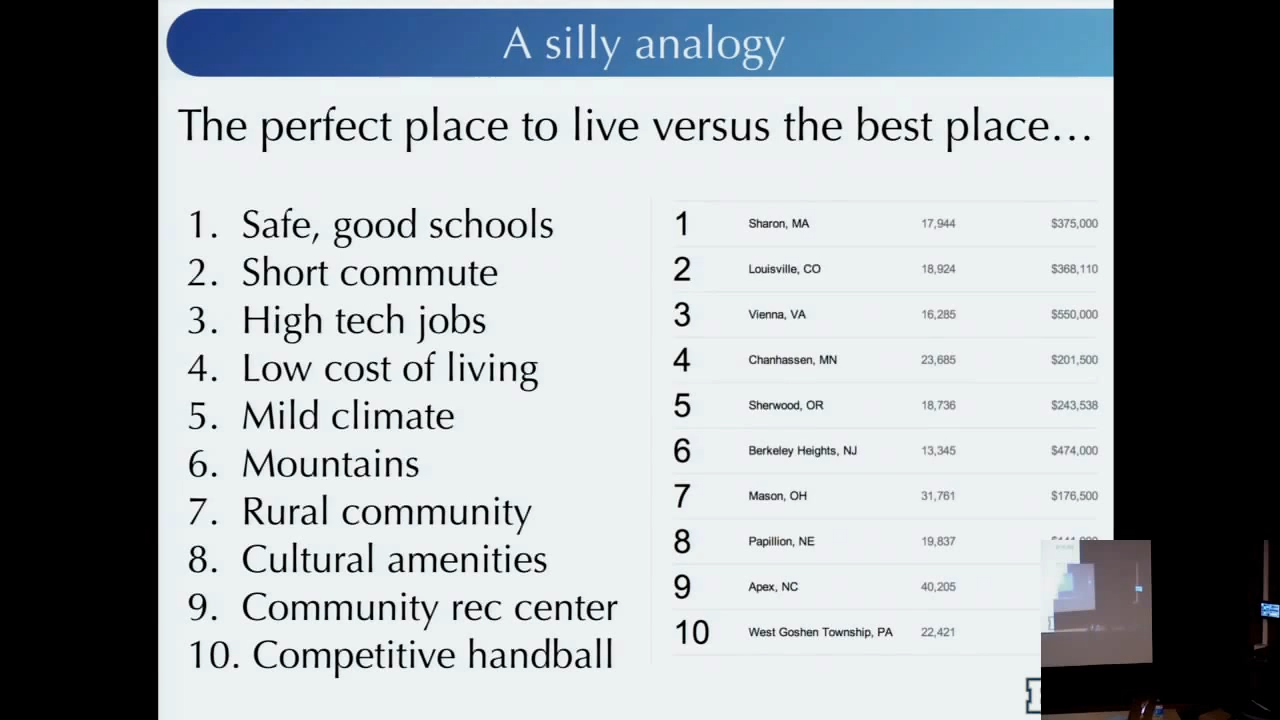 A silly analogy
The perfect place to live versus the best place...
1. Safe, good schools
2. Short commute
3. High tech jobs
4. Low cost of living
5. Mild climate
6. Mountains
7. Rural community
8. Cultural amenities
9. Community rec center
10. Competitive handball
1 Sharon, MA 17,944 $375,000
2 Louisville, CO 18,924 $368,110
3 Vienna, VA 16,285 $550,000
4 Chanhassen, MN 23,685 $201,500
5 Sherwood, OR 18,736 $243,538
6 Berkeley Heights, NJ 13,345 $474,000
7 Mason, OH 31,761 $176,500
8 Papillion, NE 19,837
9 Apex, NC 40,205
10 West Goshen Township, PA 22,421